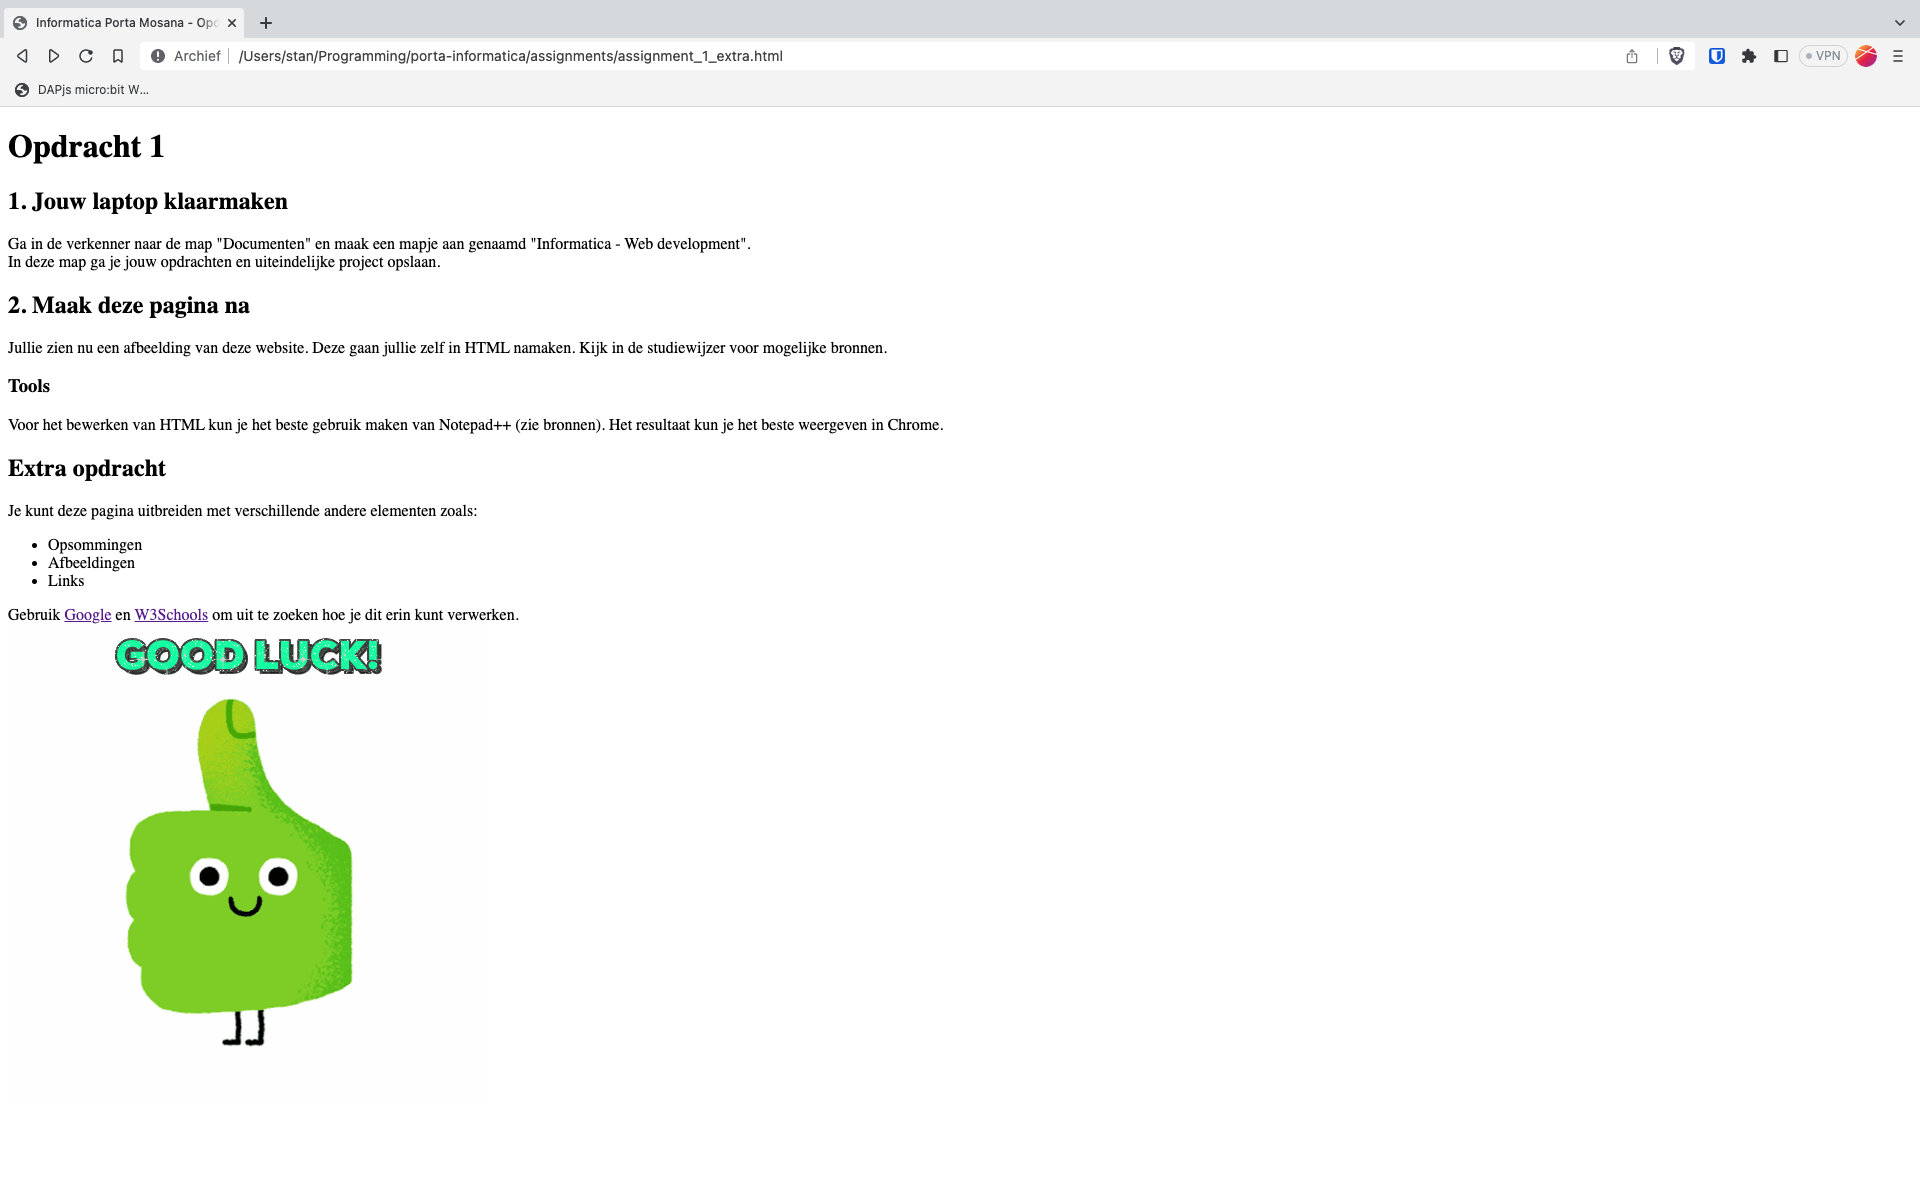 Informatica Porta Mosana - Opd
Archief
/Users/stan/Programming/porta-informatica/assignments/assignment_1_extra.html
VPN
DAPjs micro:bit W...
Opdracht 1
1. Jouw laptop klaarmaken
Ga in de verkenner naar de map "Documenten" en maak een mapje aan genaamd "Informatica - Web development".
In deze map ga je jouw opdrachten en uiteindelijke project opslaan.
2. Maak deze pagina na
Jullie zien nu een afbeelding van deze website. Deze gaan jullie zelf in HTML namaken. Kijk in de studiewijzer voor mogelijke bronnen.
Tools
Voor het bewerken van HTML kun je het beste gebruik maken van Notepad++ (zie bronnen). Het resultaat kun je het beste weergeven in Chrome.
Extra opdracht
Je kunt deze pagina uitbreiden met verschillende andere elementen zoals:
• Opsommingen
• Afbeeldingen
• Links
Gebruik Google en W3Schools om uit te zoeken hoe je dit erin kunt verwerken.
GOOD LUCK!